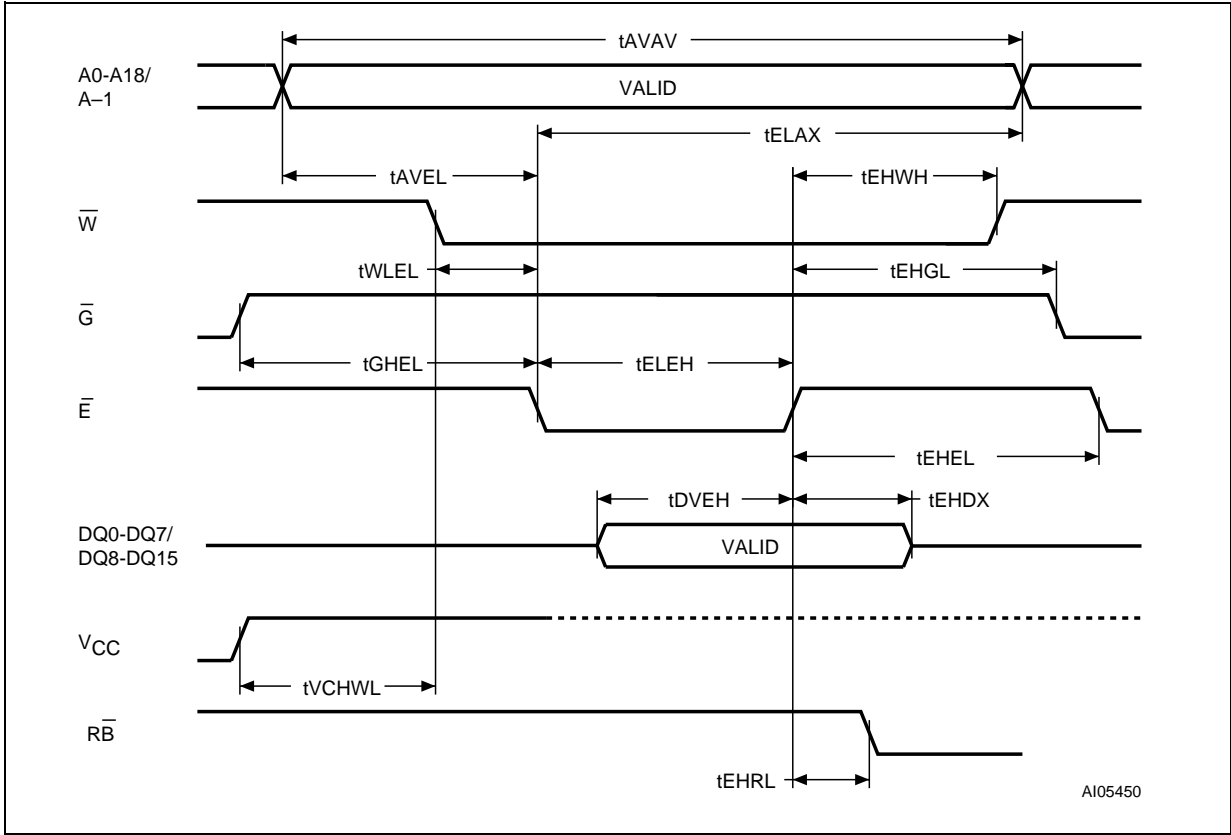 tAVAV
A0-A18/
A–1
VALID
tELAX
tAVEL
tEHWH
W̅
tWLEL
tEHGL
G̅
tGHEL
tELEH
E̅
tEHEL
tDVEH
tEHDX
DQ0-DQ7/
DQ8-DQ15
VALID
VCC
tVCHWL
RB̅
tEHRL
AI05450